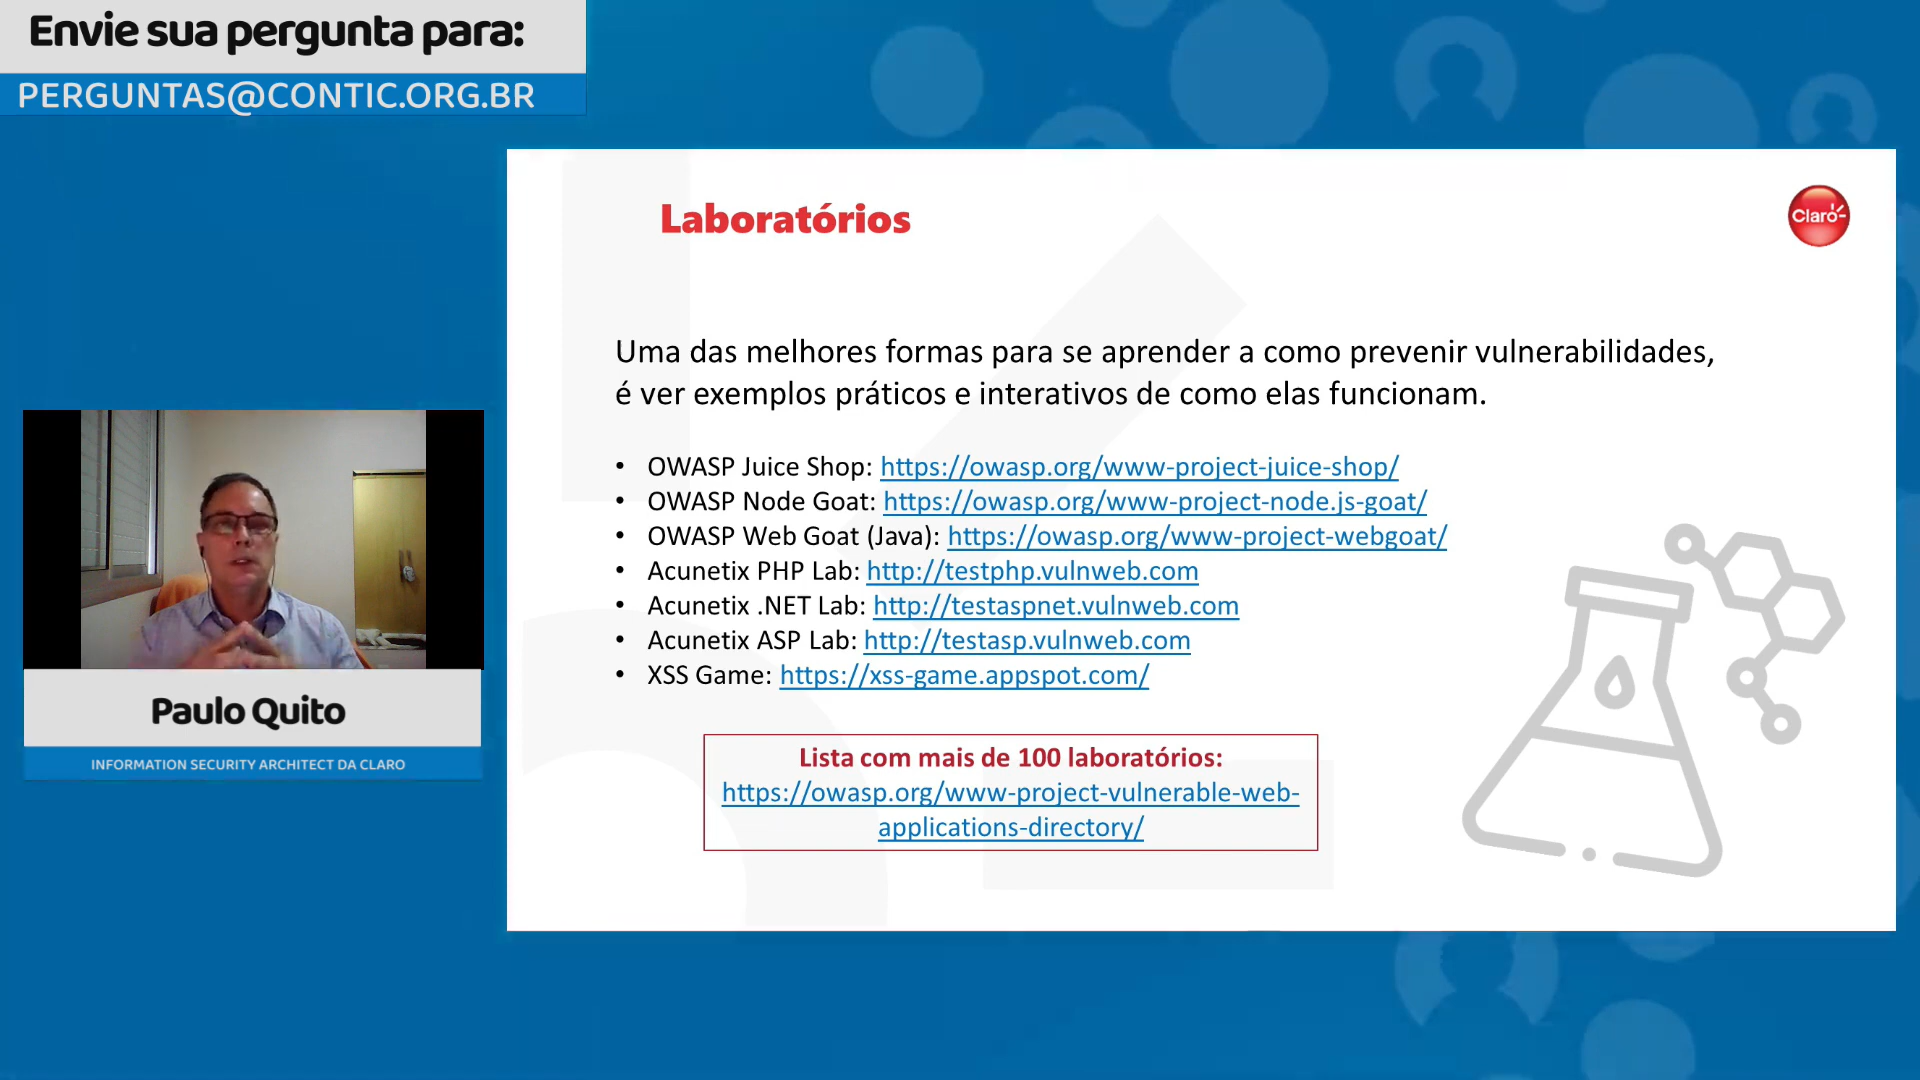 Envie sua pergunta para:
PERGUNTAS@CONTIC.ORG.BR
Laboratórios
Claro
Uma das melhores formas para se aprender a como prevenir vulnerabilidades,
é ver exemplos práticos e interativos de como elas funcionam.
• OWASP Juice Shop: https://owasp.org/www-project-juice-shop/
• OWASP Node Goat: https://owasp.org/www-project-node.js-goat/
• OWASP Web Goat (Java): https://owasp.org/www-project-webgoat/
• Acunetix PHP Lab: http://testphp.vulnweb.com
• Acunetix .NET Lab: http://testaspnet.vulnweb.com
• Acunetix ASP Lab: http://testasp.vulnweb.com
• XSS Game: https://xss-game.appspot.com/
Lista com mais de 100 laboratórios:
https://owasp.org/www-project-vulnerable-web-
applications-directory/
Paulo Quito
INFORMATION SECURITY ARCHITECT DA CLARO